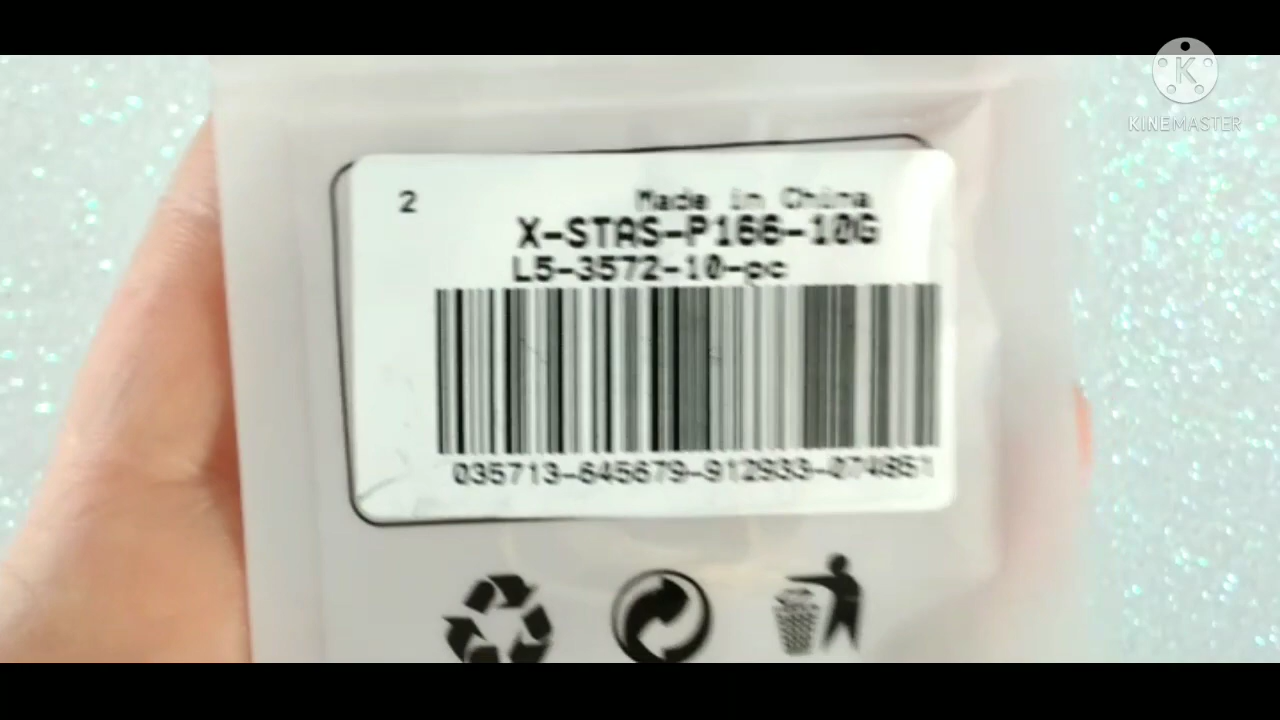 K
KINEMASTER
2
Made in China
X-STAS-P166-10G
L5-3572-10-pc
035713-645679-912933-074851